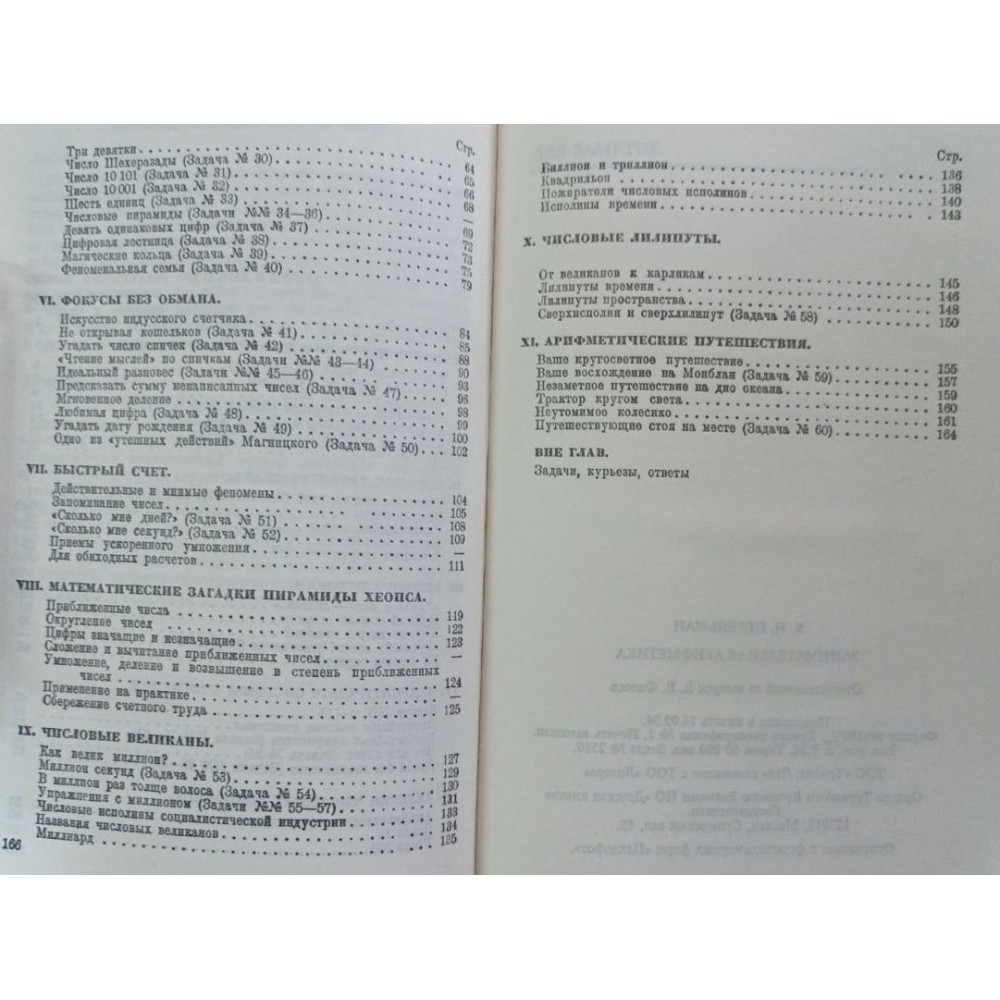 Стр.
Три девятки . . . 64
Число Шехеразады (Задача № 30) . . . 65
Число 10 101 (Задача № 31) . . . 66
Число 10 001 (Задача № 32) . . . 68
Шесть единиц (Задача № 33) . . . —
Числовые пирамиды (Задачи №№ 34—36) . . . 69
Девять одинаковых цифр (Задача № 37) . . . 72
Цифровая лестница (Задача № 38) . . . 73
Магические кольца (Задача № 39) . . . 75
Феноменальная семья (Задача № 40) . . . 79
VI. ФОКУСЫ БЕЗ ОБМАНА.
Искусство индусского счетчика . . . 84
Не открывая кошельков (Задача № 41) . . . 85
Угадать число спичек (Задача № 42) . . . 88
«Чтение мыслей» по спичкам (Задачи №№ 43—44) . . . 90
Идеальный разновес (Задачи №№ 45—46) . . . 93
Предсказать сумму ненаписанных чисел (Задача № 47) . . . 96
Мгновенное деление . . . 98
Любимая цифра (Задача № 48) . . . 99
Угадать дату рождения (Задача № 49) . . . 100
Одно из «утешных действий» Магницкого (Задача № 50) . . . 102
VII. БЫСТРЫЙ СЧЕТ.
Действительные и мнимые феномены . . . 104
Запоминание чисел . . . 105
«Сколько мне дней?» (Задача № 51) . . . 108
«Сколько мне секунд?» (Задача № 52) . . . 109
Приемы ускоренного умножения . . . —
Для обиходных расчетов . . . 111
VIII. МАТЕМАТИЧЕСКИЕ ЗАГАДКИ ПИРАМИДЫ ХЕОПСА.
Приближенные числа . . . 119
Округление чисел . . . 122
Цифры значащие и незначащие . . . 123
Сложение и вычитание приближенных чисел . . . —
Умножение, деление и возвышение в степень приближенных
чисел . . . 124
Применение на практике . . . —
Сбережение счетного труда . . . 125
IX. ЧИСЛОВЫЕ ВЕЛИКАНЫ.
Как велик миллион? . . . 127
Миллион секунд (Задача № 53) . . . 129
В миллион раз толще волоса (Задача № 54) . . . 130
Упражнения с миллионом (Задачи №№ 55—57) . . . 131
Числовые исполины социалистической индустрии . . . 133
Названия числовых великанов . . . 134
Миллиард . . . 135
166
Стр.
Биллион и триллион . . . 136
Квадрильон . . . 138
Пожиратели числовых исполинов . . . 140
Исполины времени . . . 143
X. ЧИСЛОВЫЕ ЛИЛИПУТЫ.
От великанов к карликам . . . 145
Лилипуты времени . . . 146
Лилипуты пространства . . . 148
Сверхисполин и сверхлилипут (Задача № 58) . . . 150
XI. АРИФМЕТИЧЕСКИЕ ПУТЕШЕСТВИЯ.
Ваше кругосветное путешествие . . . 155
Ваше восхождение на Монблан (Задача № 59) . . . 157
Незаметное путешествие на дно океана . . . 159
Трактор кругом света . . . 160
Неутомимое колесико . . . 161
Путешествующие стоя на месте (Задача № 60) . . . 164
ВНЕ ГЛАВ.
Задачи, курьезы, ответы